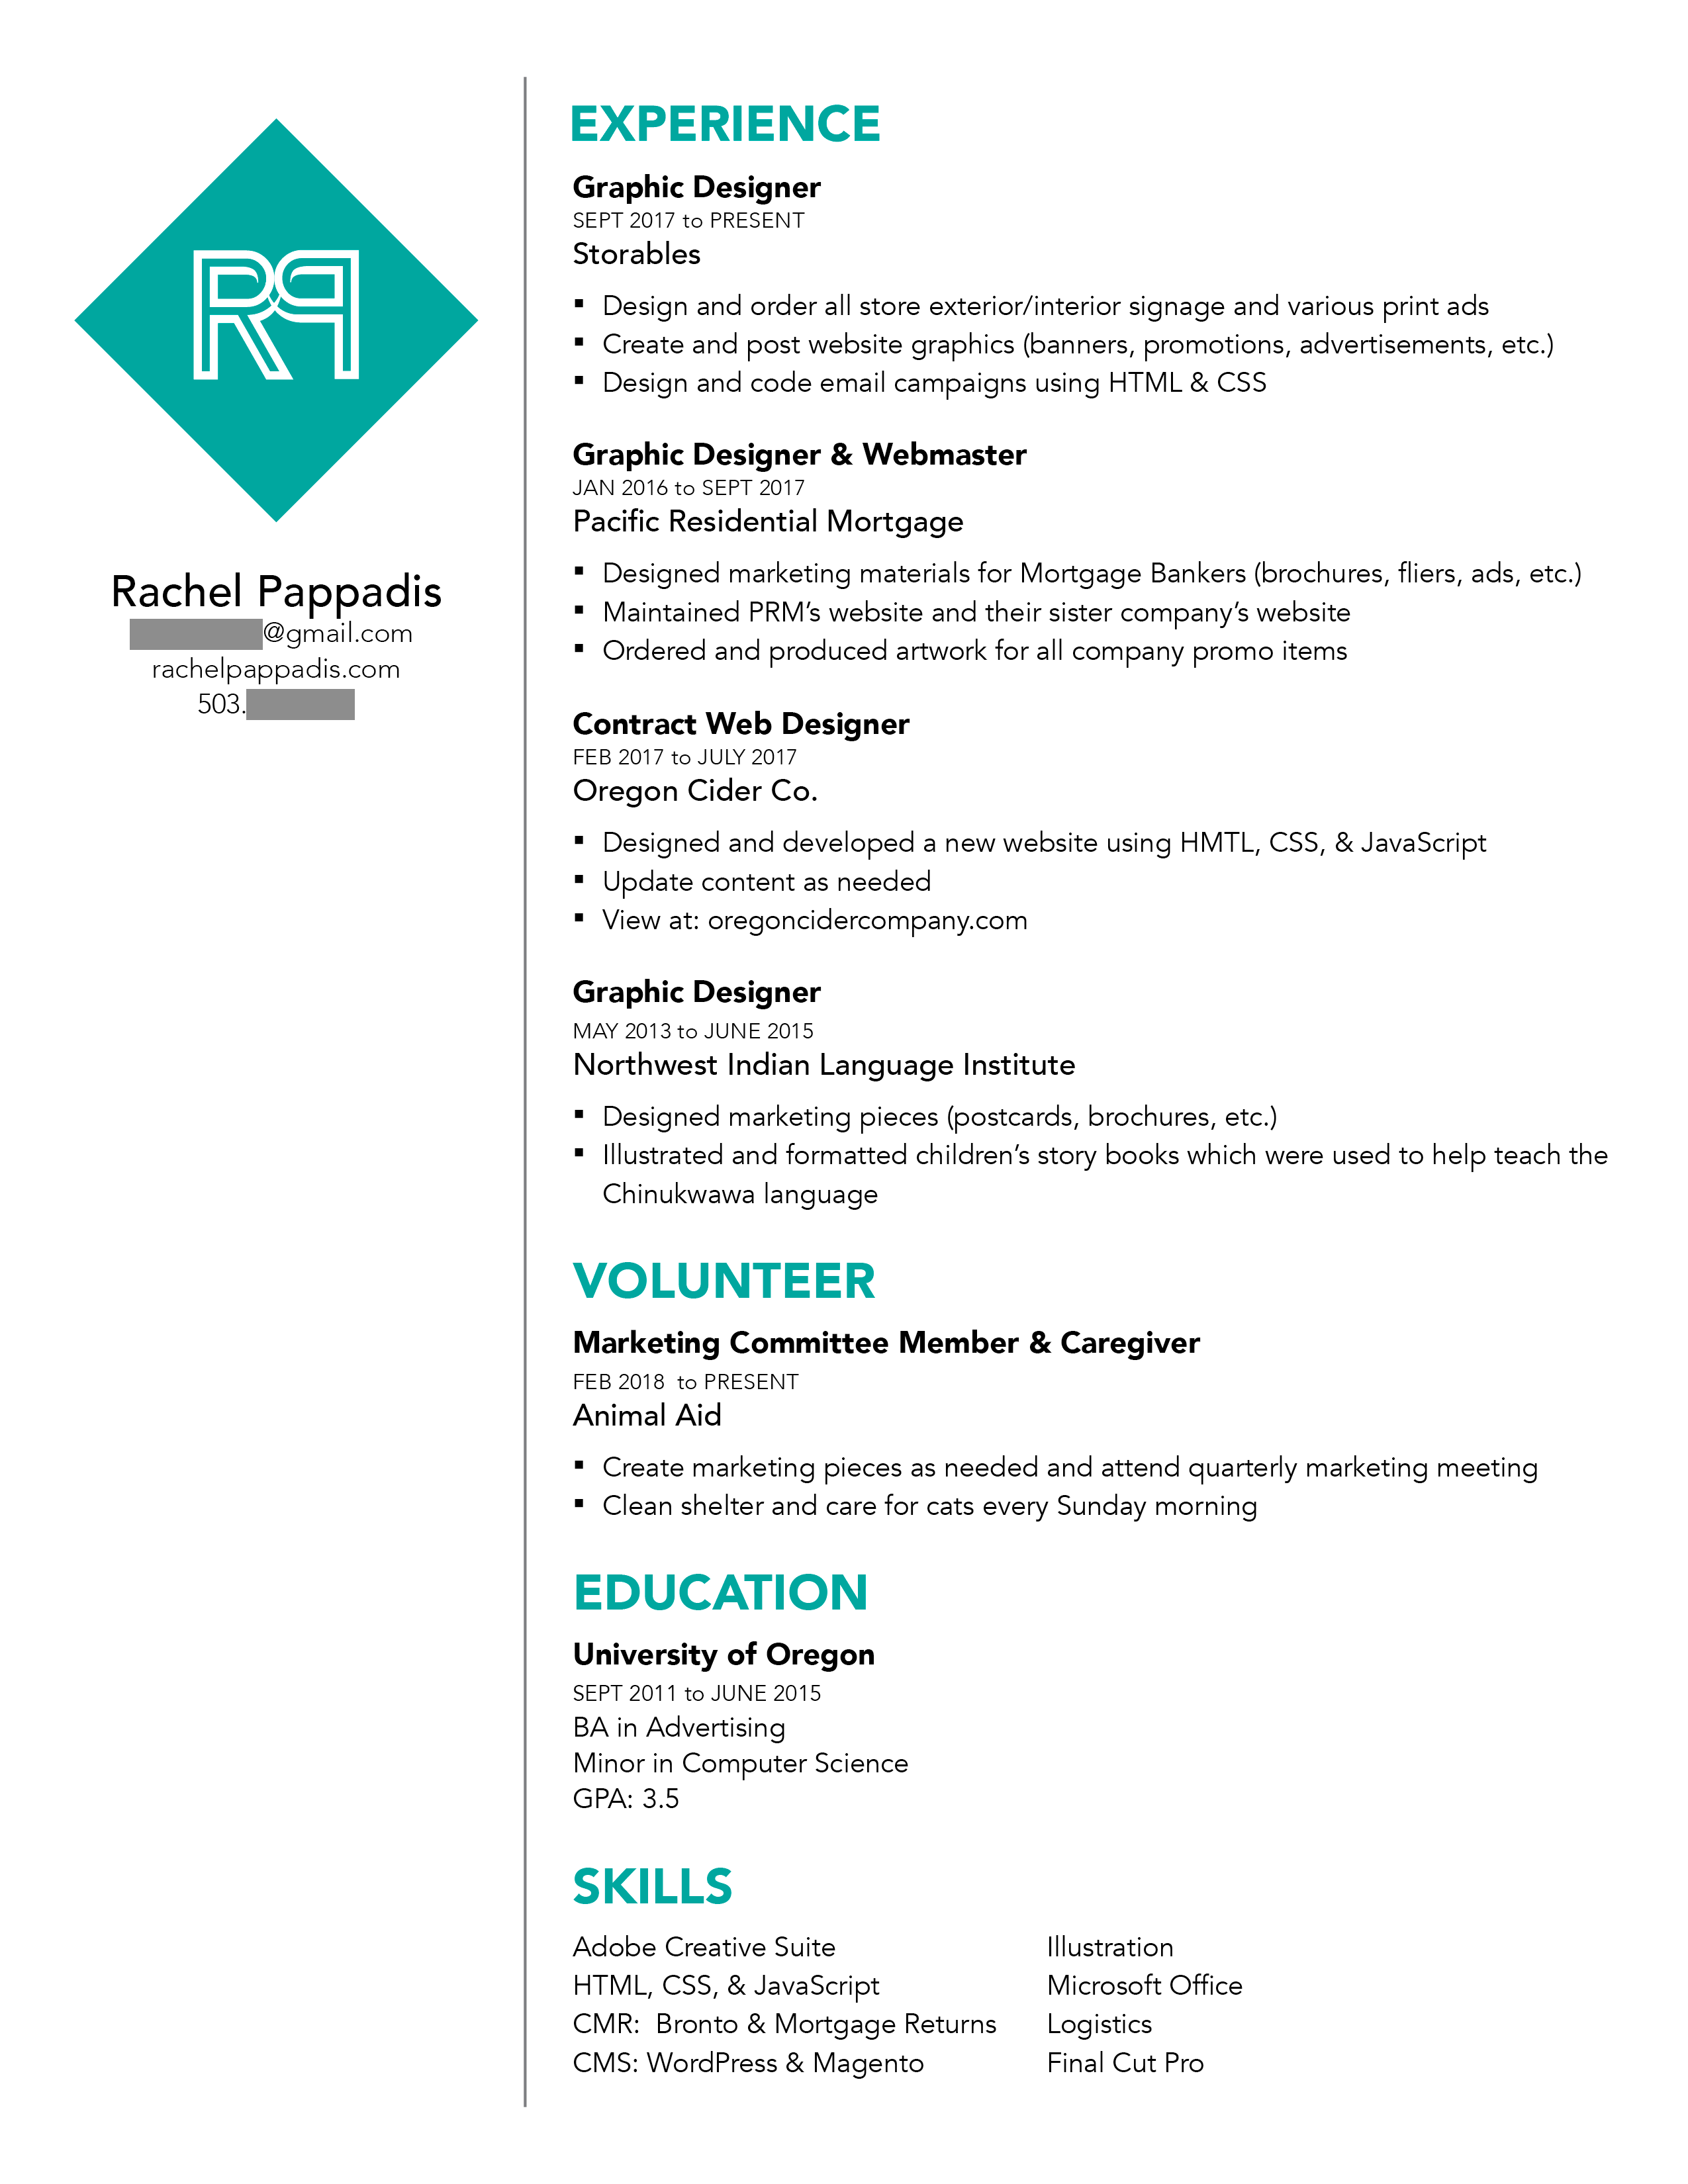 RP
Rachel Pappadis
@gmail.com
rachelpappadis.com
503.
EXPERIENCE
Graphic Designer
SEPT 2017 to PRESENT
Storables
▪ Design and order all store exterior/interior signage and various print ads
▪ Create and post website graphics (banners, promotions, advertisements, etc.)
▪ Design and code email campaigns using HTML & CSS
Graphic Designer & Webmaster
JAN 2016 to SEPT 2017
Pacific Residential Mortgage
▪ Designed marketing materials for Mortgage Bankers (brochures, fliers, ads, etc.)
▪ Maintained PRM’s website and their sister company’s website
▪ Ordered and produced artwork for all company promo items
Contract Web Designer
FEB 2017 to JULY 2017
Oregon Cider Co.
▪ Designed and developed a new website using HMTL, CSS, & JavaScript
▪ Update content as needed
▪ View at: oregoncidercompany.com
Graphic Designer
MAY 2013 to JUNE 2015
Northwest Indian Language Institute
▪ Designed marketing pieces (postcards, brochures, etc.)
▪ Illustrated and formatted children’s story books which were used to help teach the
Chinukwawa language
VOLUNTEER
Marketing Committee Member & Caregiver
FEB 2018 to PRESENT
Animal Aid
▪ Create marketing pieces as needed and attend quarterly marketing meeting
▪ Clean shelter and care for cats every Sunday morning
EDUCATION
University of Oregon
SEPT 2011 to JUNE 2015
BA in Advertising
Minor in Computer Science
GPA: 3.5
SKILLS
Adobe Creative Suite
HTML, CSS, & JavaScript
CMR: Bronto & Mortgage Returns
CMS: WordPress & Magento
Illustration
Microsoft Office
Logistics
Final Cut Pro